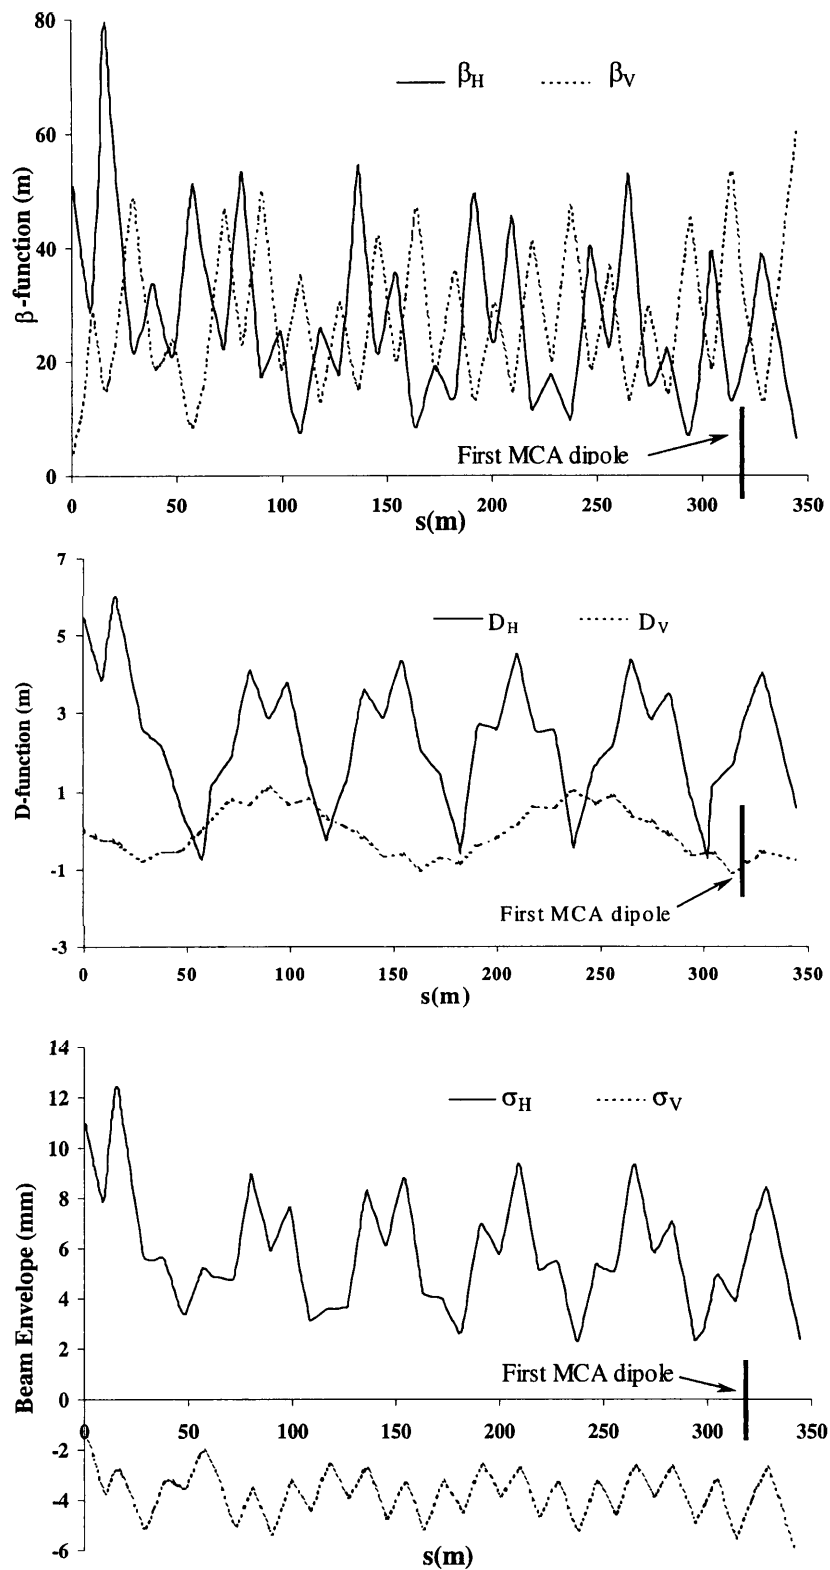 80
60
40
20
0
β-function (m)
β_H β_V
First MCA dipole
0 50 100 150 200 250 300 350
s(m)
7
5
3
1
-1
-3
D-function (m)
D_H D_V
First MCA dipole
0 50 100 150 200 250 300 350
s(m)
14
12
10
8
6
4
2
0
-2
-4
-6
Beam Envelope (mm)
σ_H σ_V
First MCA dipole
0 50 100 150 200 250 300 350
s(m)